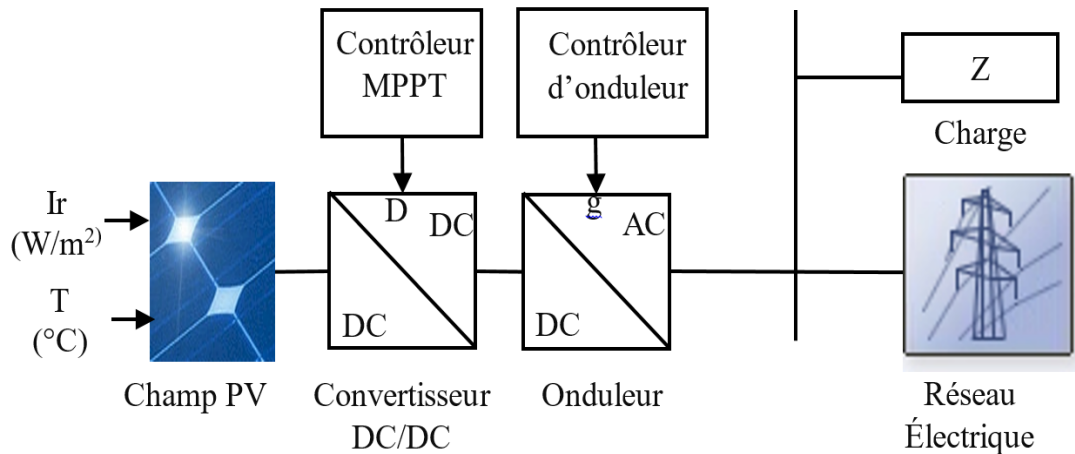 Contrôleur
MPPT
Contrôleur
d’onduleur
Z
Charge
Ir
(W/m²)
T
(°C)
D
DC
DC
g
AC
DC
Champ PV
Convertisseur
DC/DC
Onduleur
Réseau
Électrique